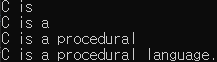 C is
C is a
C is a procedural
C is a procedural language.